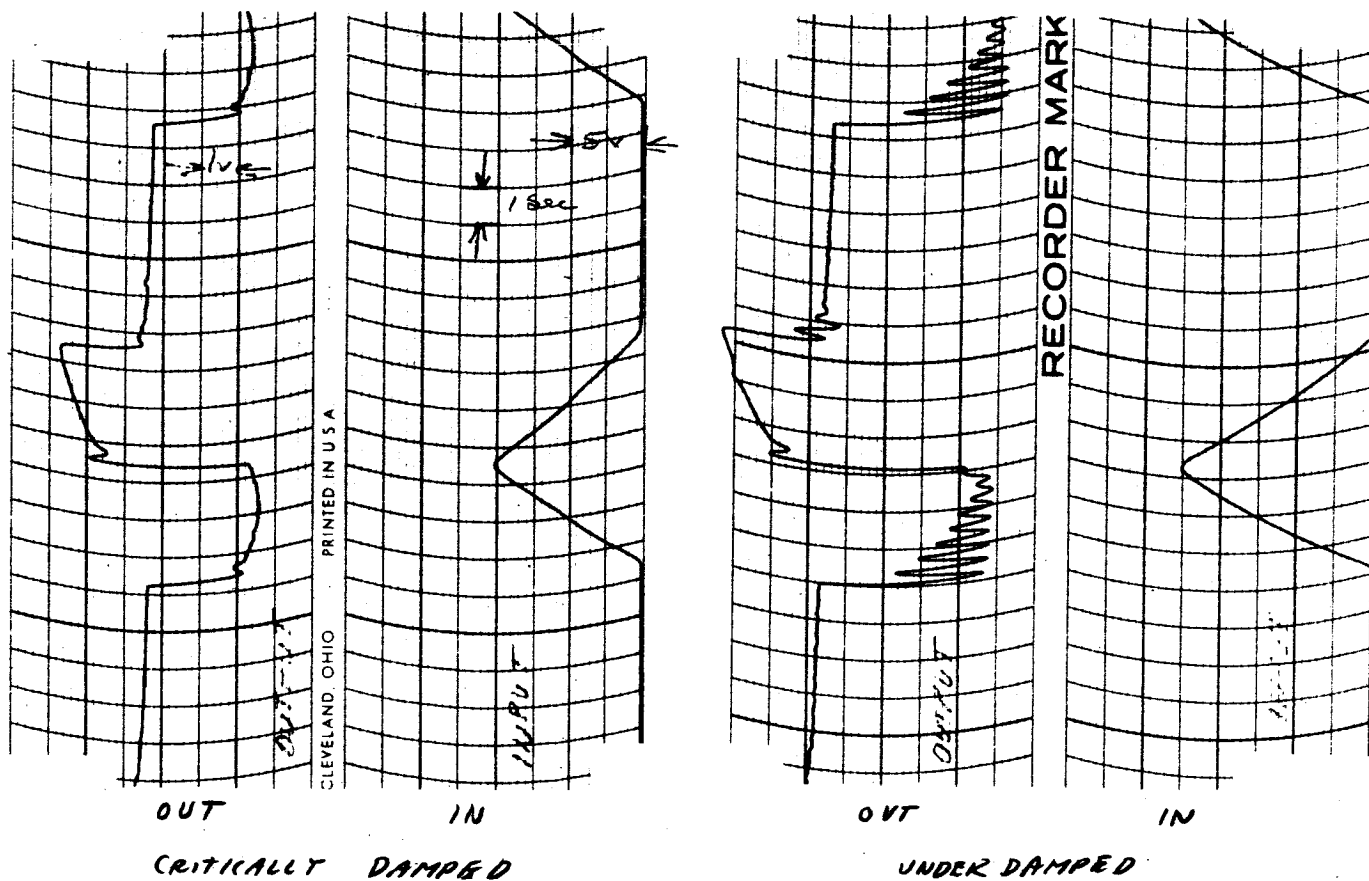 RECORDER MARK
1v
5v
1 sec
PRINTED IN U S A
CLEVELAND, OHIO
OUTPUT
INPUT
OUTPUT
OUT
IN
OUT
IN
CRITICALLY DAMPED
UNDER DAMPED